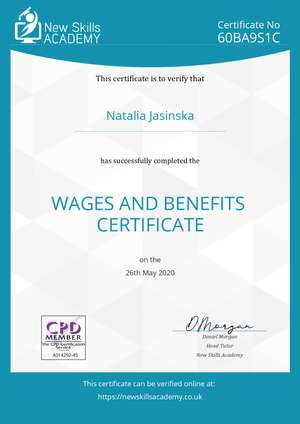 New Skills
ACADEMY
Certificate No
60BA9S1C
This certificate is to verify that
Natalia Jasinska
has successfully completed the
WAGES AND BENEFITS
CERTIFICATE
on the
26th May 2020
DMorgan
CPD
MEMBER
The CPD Certification
Service
A014292-45
Daniel Morgan
Head Tutor
New Skills Academy
This certificate can be verified online at:
https://newskillsacademy.co.uk